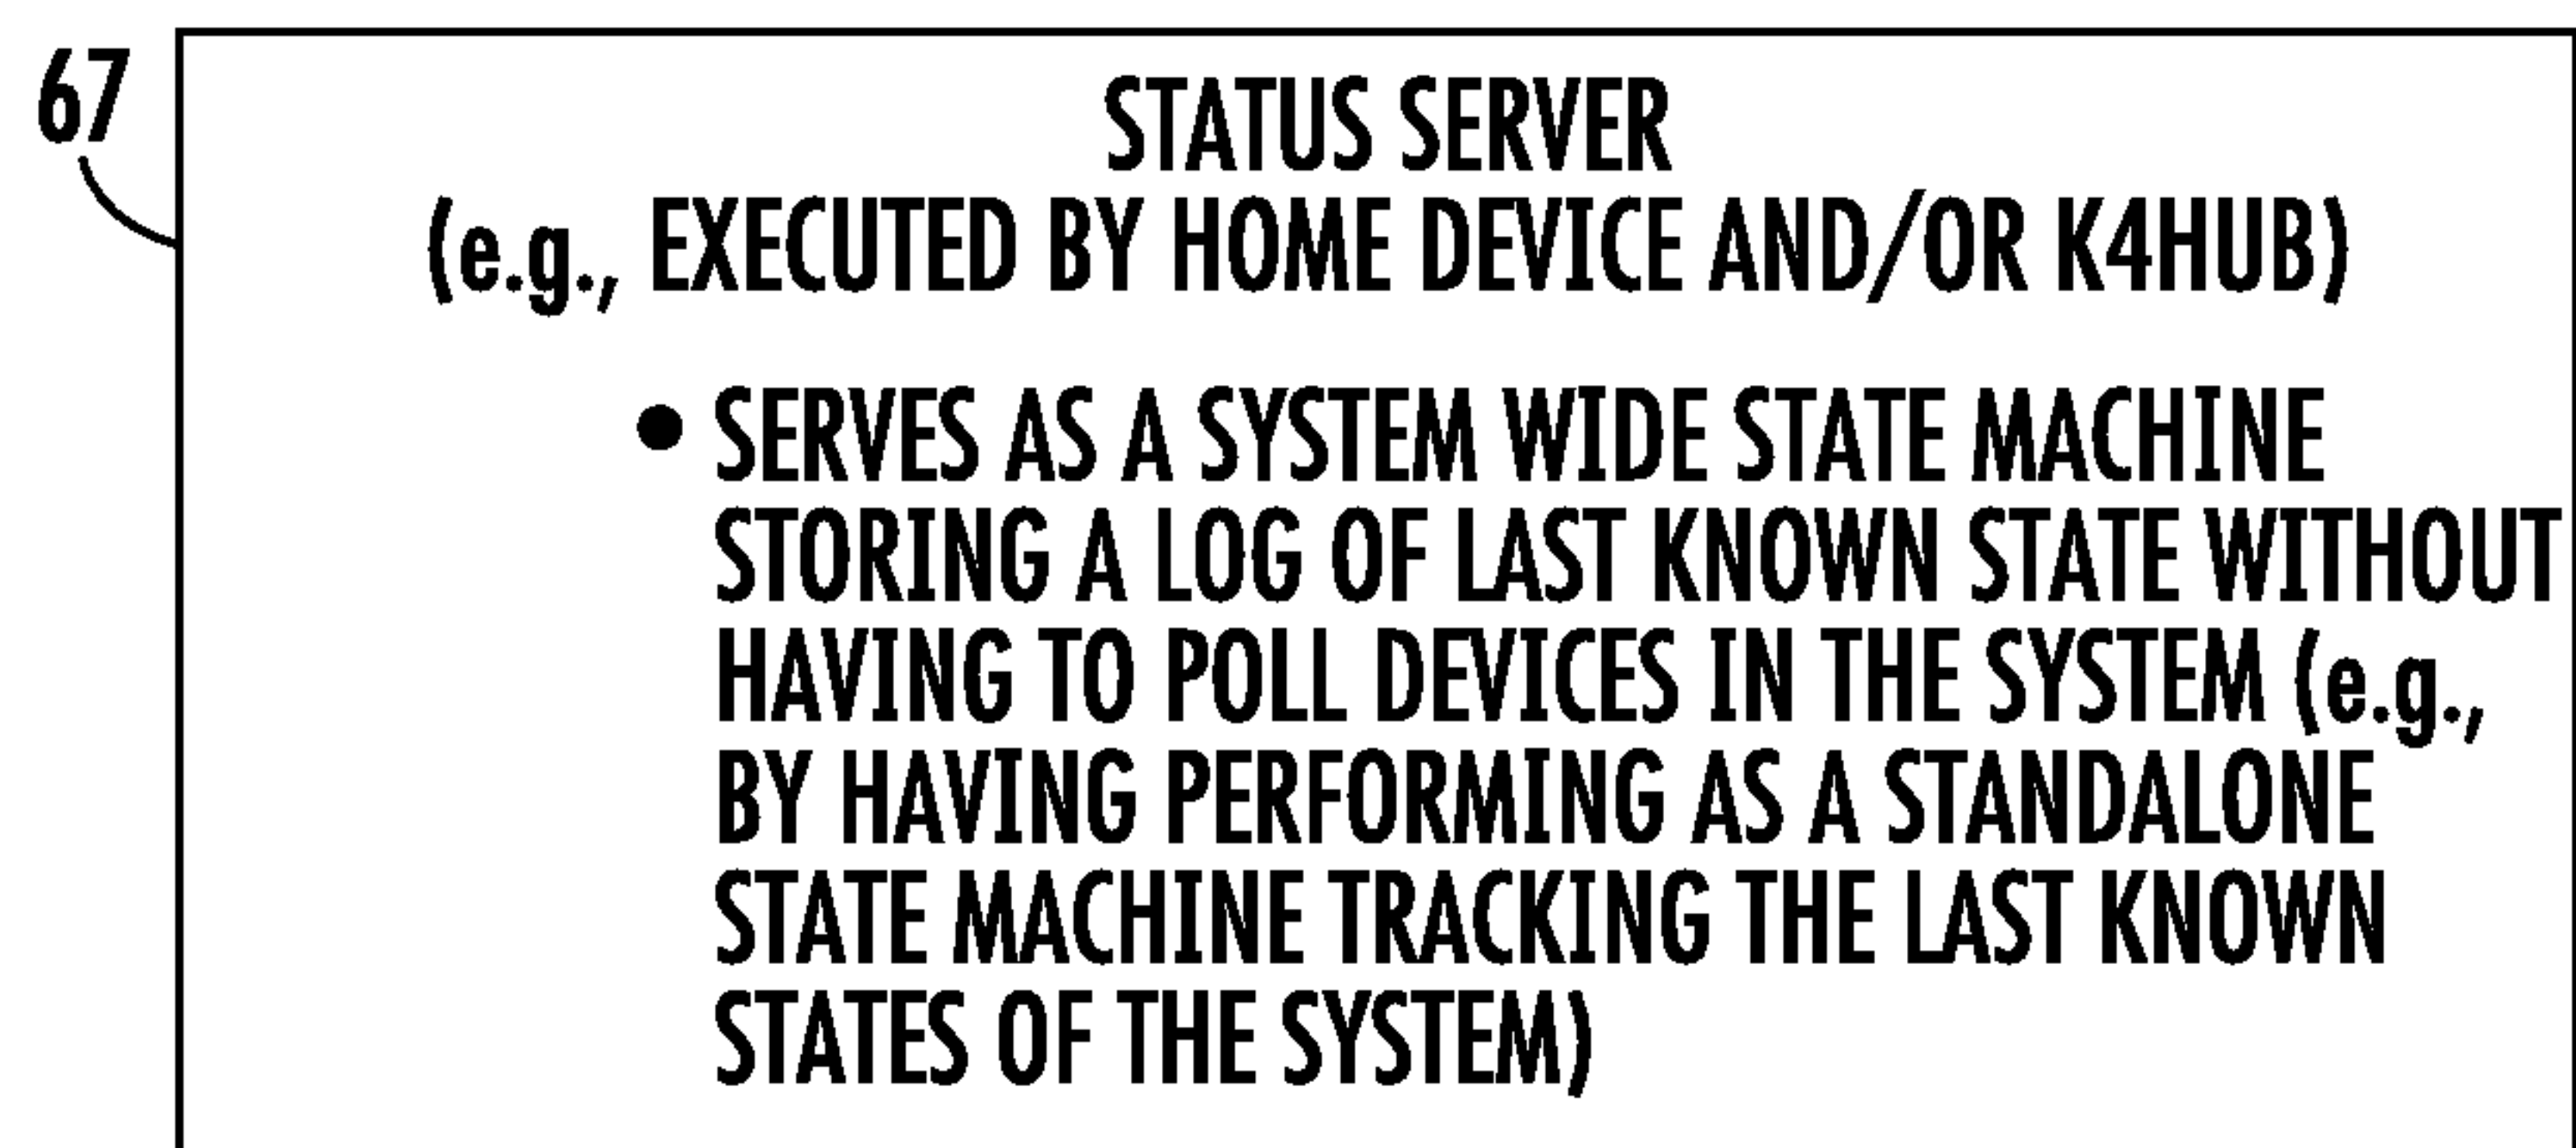 67
STATUS SERVER
(e.g., EXECUTED BY HOME DEVICE AND/OR K4HUB)
• SERVES AS A SYSTEM WIDE STATE MACHINE
STORING A LOG OF LAST KNOWN STATE WITHOUT
HAVING TO POLL DEVICES IN THE SYSTEM (e.g.,
BY HAVING PERFORMING AS A STANDALONE
STATE MACHINE TRACKING THE LAST KNOWN
STATES OF THE SYSTEM)